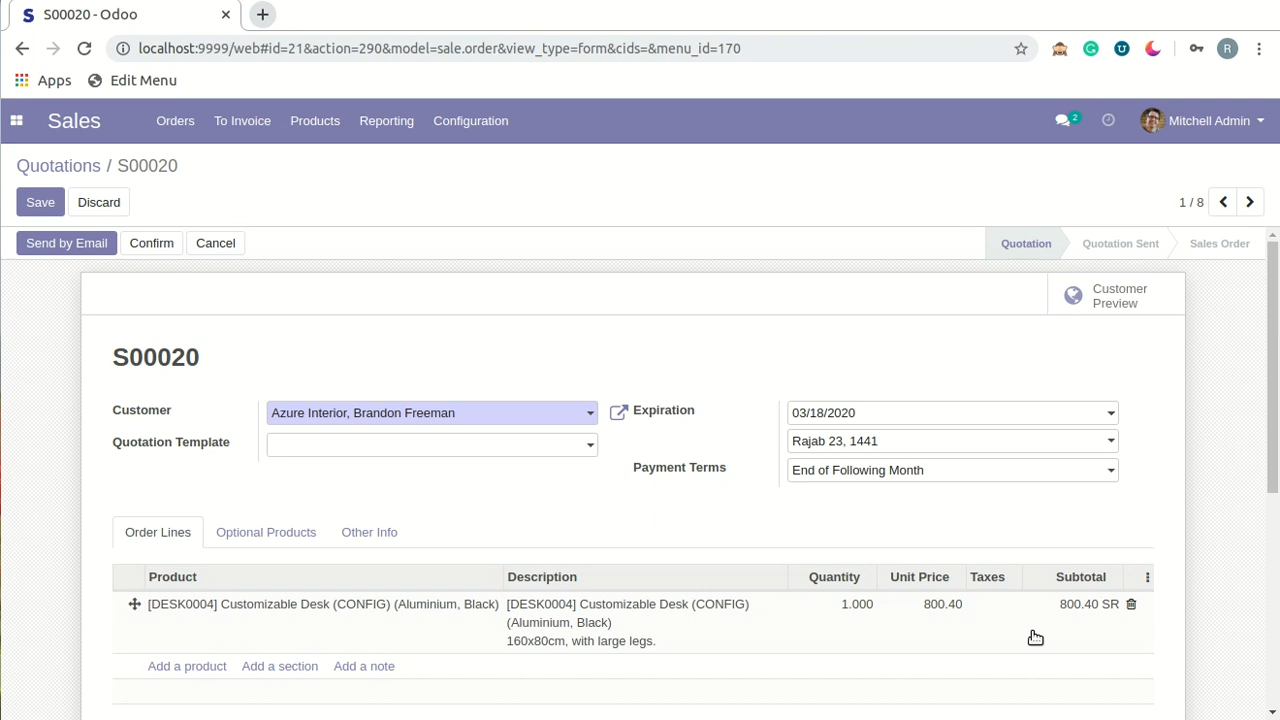 S00020 - Odoo
localhost:9999/web#id=21&action=290&model=sale.order&view_type=form&cids=&menu_id=170
R
Apps Edit Menu
Sales Orders To Invoice Products Reporting Configuration 2 Mitchell Admin
Quotations / S00020
Save Discard 1 / 8
Send by Email Confirm Cancel Quotation Quotation Sent Sales Order
Customer
Preview
S00020
Customer Azure Interior, Brandon Freeman Expiration 03/18/2020
Quotation Template Rajab 23, 1441
Payment Terms End of Following Month
Order Lines Optional Products Other Info
Product Description Quantity Unit Price Taxes Subtotal
[DESK0004] Customizable Desk (CONFIG) (Aluminium, Black) [DESK0004] Customizable Desk (CONFIG) 1.000 800.40 800.40 SR
(Aluminium, Black)
160x80cm, with large legs.
Add a product Add a section Add a note